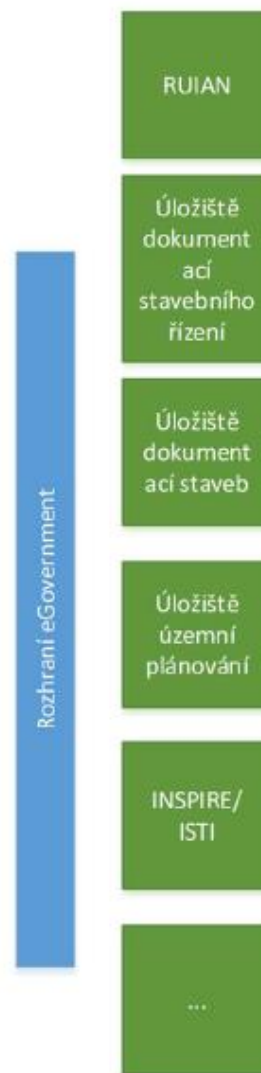 RUIAN
Úložiště
dokument
ací
stavebního
řízení
Úložiště
dokument
ací staveb
Úložiště
územní
plánování
INSPIRE/
ISTI
...
Rozhraní eGovernment